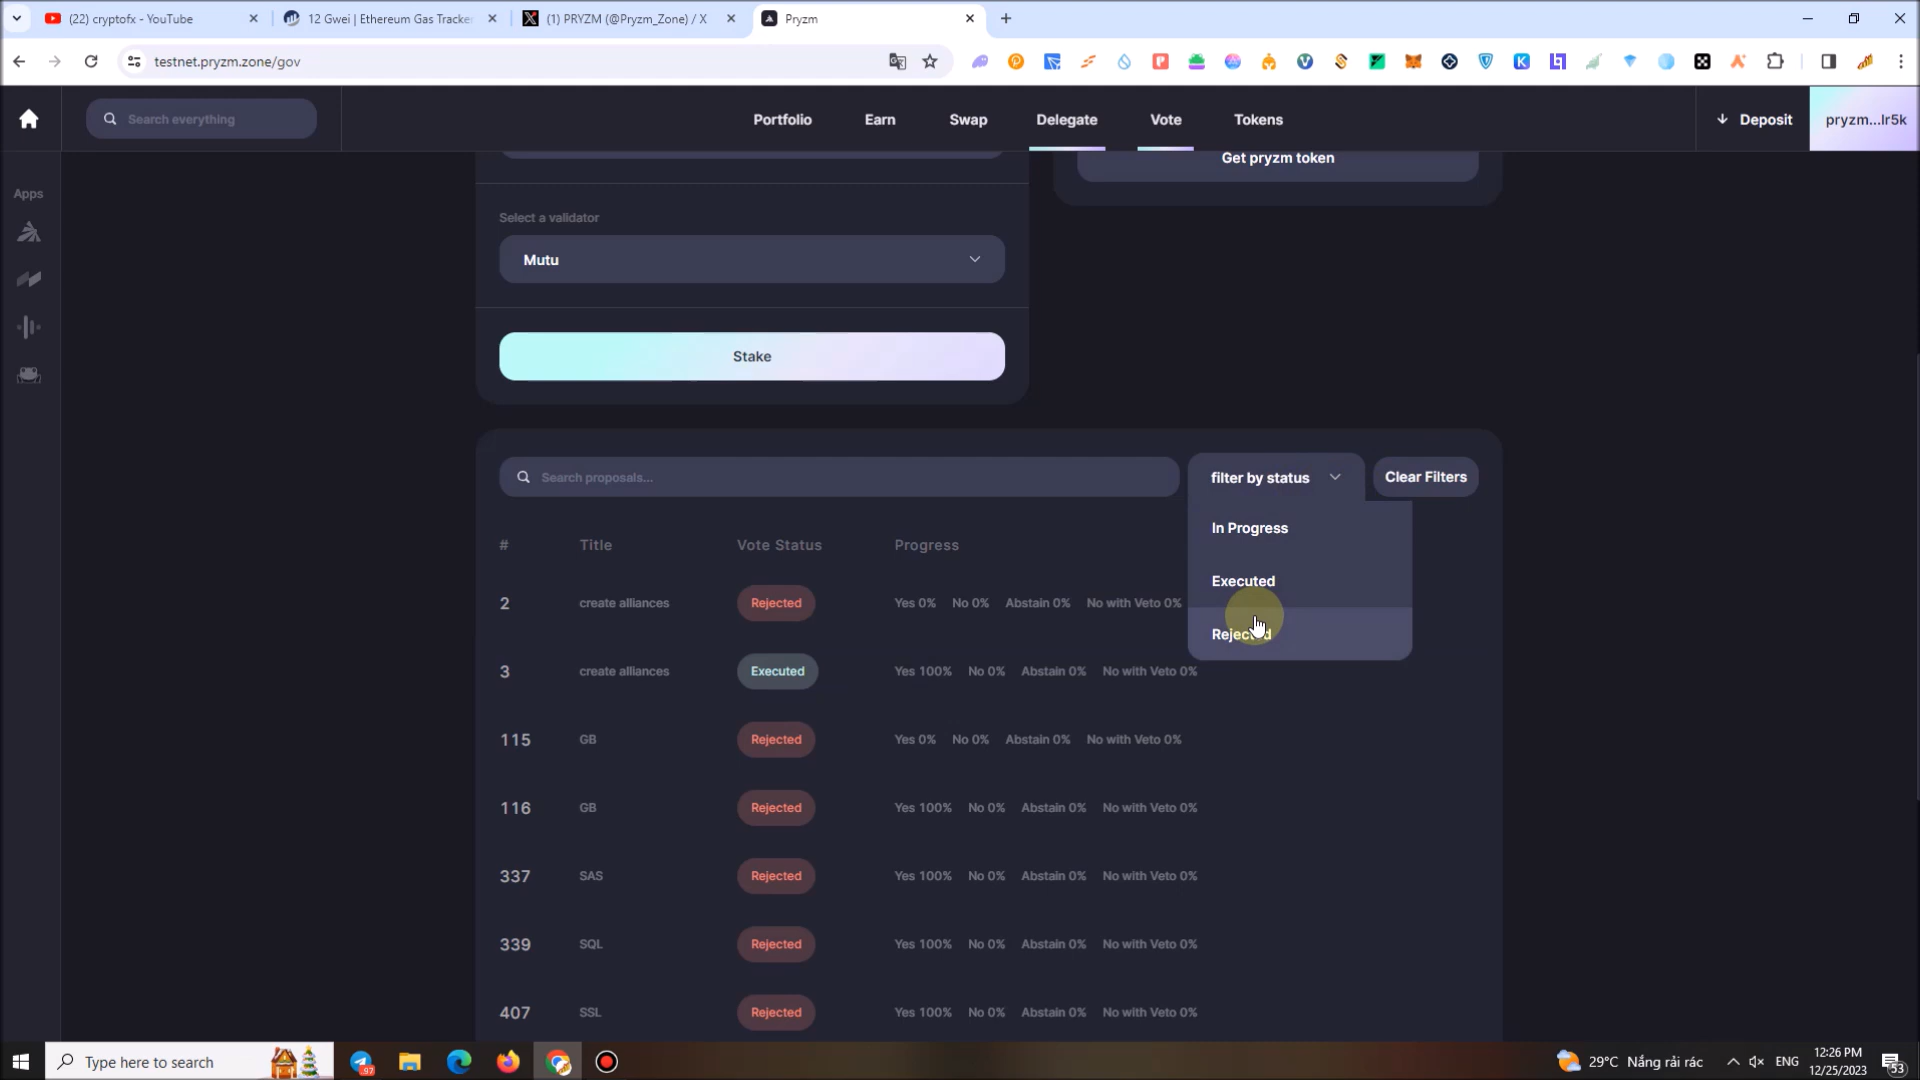 (22) cryptofx - YouTube
12 Gwei | Ethereum Gas Tracker
(1) PRYZM (@Pryzm_Zone) / X
Pryzm
testnet.pryzm.zone/gov
Search everything
Portfolio
Earn
Swap
Delegate
Vote
Tokens
Deposit
pryzm...lr5k
Apps
Get pryzm token
Select a validator
Mutu
Stake
Search proposals...
filter by status
Clear Filters
In Progress
Executed
Rejected
# Title Vote Status Progress
2 create alliances Rejected Yes 0% No 0% Abstain 0% No with Veto 0%
3 create alliances Executed Yes 100% No 0% Abstain 0% No with Veto 0%
115 GB Rejected Yes 0% No 0% Abstain 0% No with Veto 0%
116 GB Rejected Yes 100% No 0% Abstain 0% No with Veto 0%
337 SAS Rejected Yes 100% No 0% Abstain 0% No with Veto 0%
339 SQL Rejected Yes 100% No 0% Abstain 0% No with Veto 0%
407 SSL Rejected Yes 100% No 0% Abstain 0% No with Veto 0%
Type here to search
97
29°C Nắng rải rác
ENG
12:26 PM
12/25/2023
53